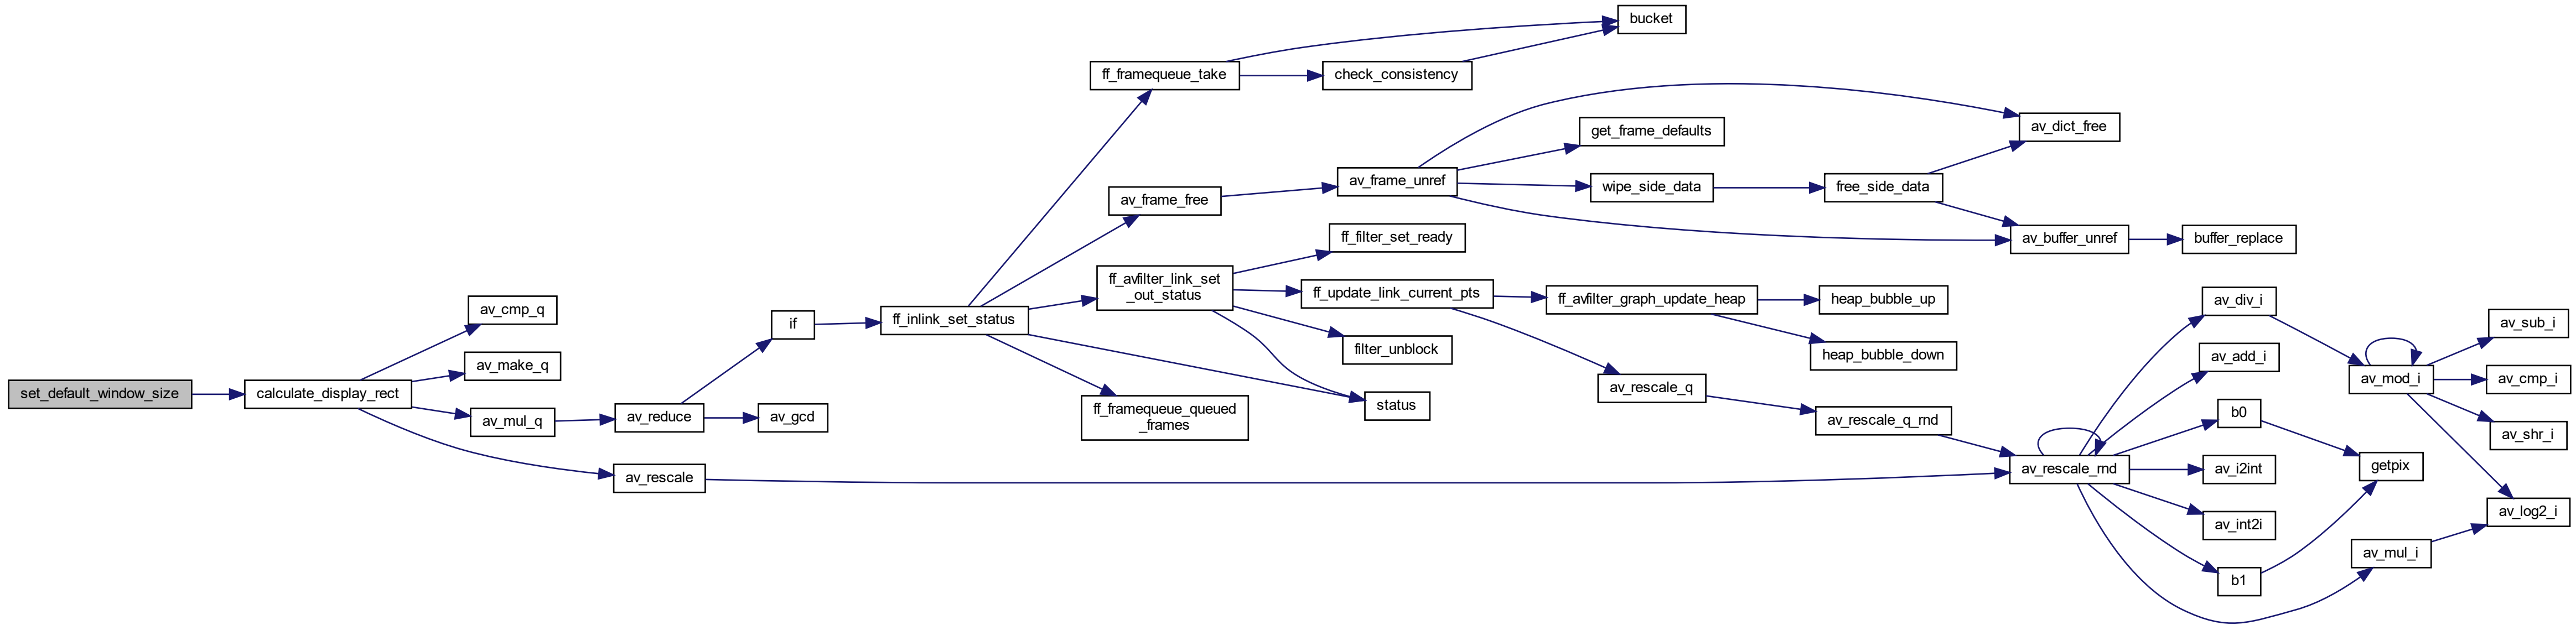 set_default_window_size
calculate_display_rect
av_cmp_q
av_make_q
av_mul_q
av_rescale
av_reduce
av_gcd
if
ff_inlink_set_status
ff_framequeue_take
av_frame_free
ff_avfilter_link_set
_out_status
ff_framequeue_queued
_frames
bucket
check_consistency
av_frame_unref
ff_filter_set_ready
ff_update_link_current_pts
filter_unblock
status
get_frame_defaults
wipe_side_data
ff_avfilter_graph_update_heap
av_rescale_q
free_side_data
heap_bubble_up
heap_bubble_down
av_rescale_q_rnd
av_dict_free
av_buffer_unref
buffer_replace
av_rescale_rnd
av_div_i
av_add_i
b0
av_i2int
av_int2i
b1
av_mod_i
getpix
av_mul_i
av_sub_i
av_cmp_i
av_shr_i
av_log2_i